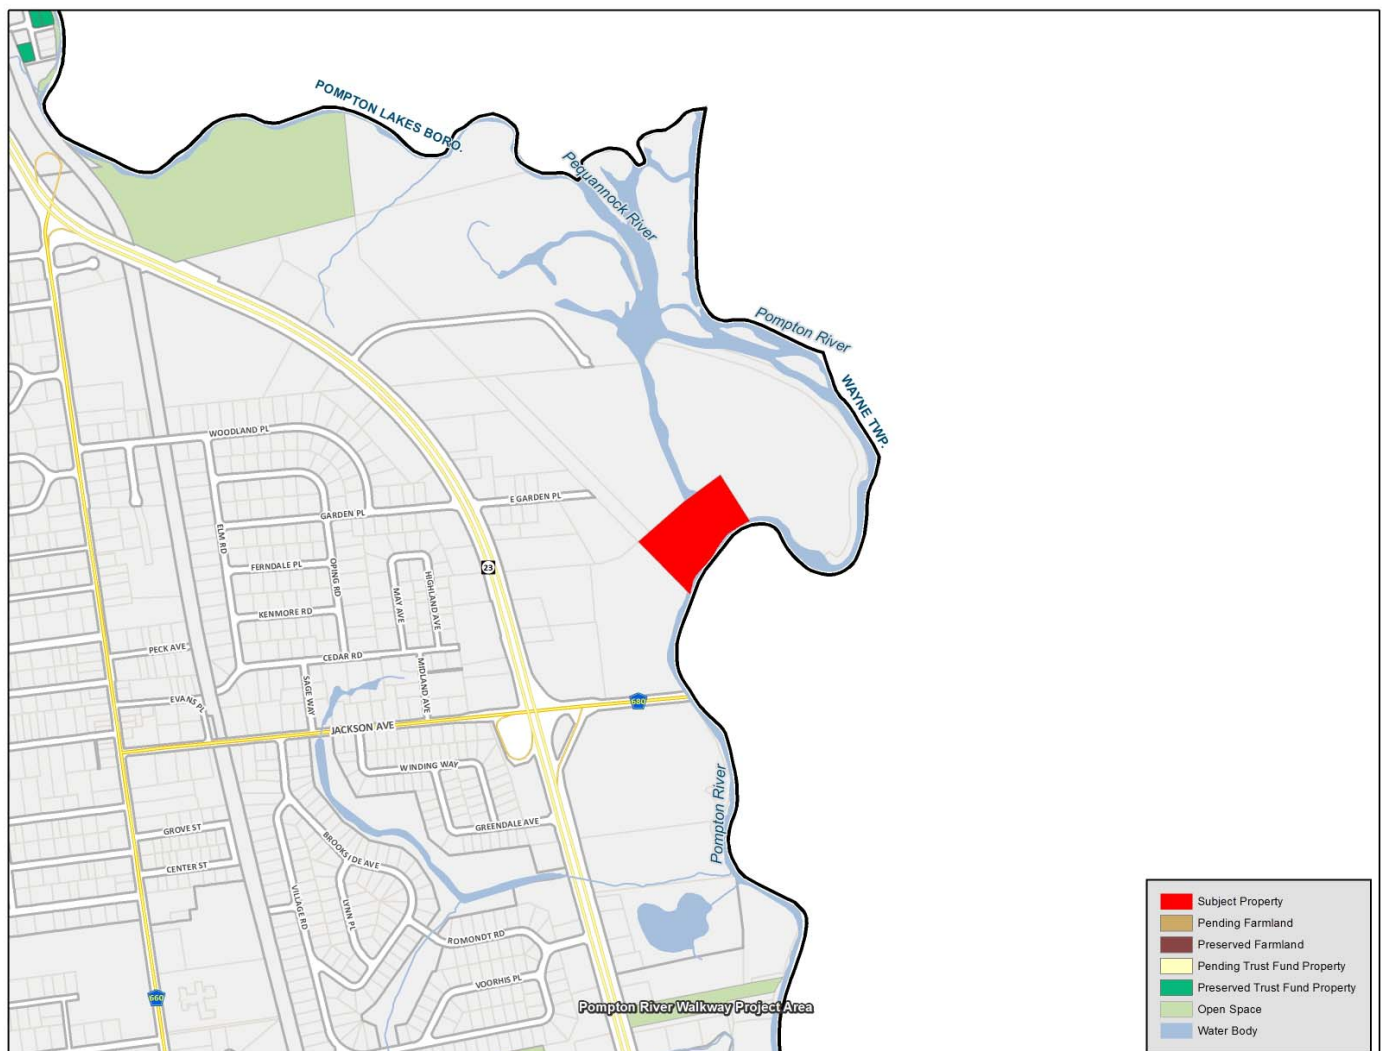 POMPTON LAKES BORO.
Pequannock River
Pompton River
WAYNE TWP.
WOODLAND PL
E GARDEN PL
GARDEN PL
ELM RD
OPING RD
FERNDALE PL
23
HIGHLAND AVE
MAY AVE
KENMORE RD
PECK AVE
CEDAR RD
MIDLAND AVE
SAGE WAY
EVANS PL
680
JACKSON AVE
WINDING WAY
Pompton River
GREENDALE AVE
GROVE ST
BROOKSIDE AVE
CENTER ST
VILLAGE RD
LYNN PL
ROMONDT RD
VOORHIS PL
660
Pompton River Walkway Project Area
Subject Property
Pending Farmland
Preserved Farmland
Pending Trust Fund Property
Preserved Trust Fund Property
Open Space
Water Body